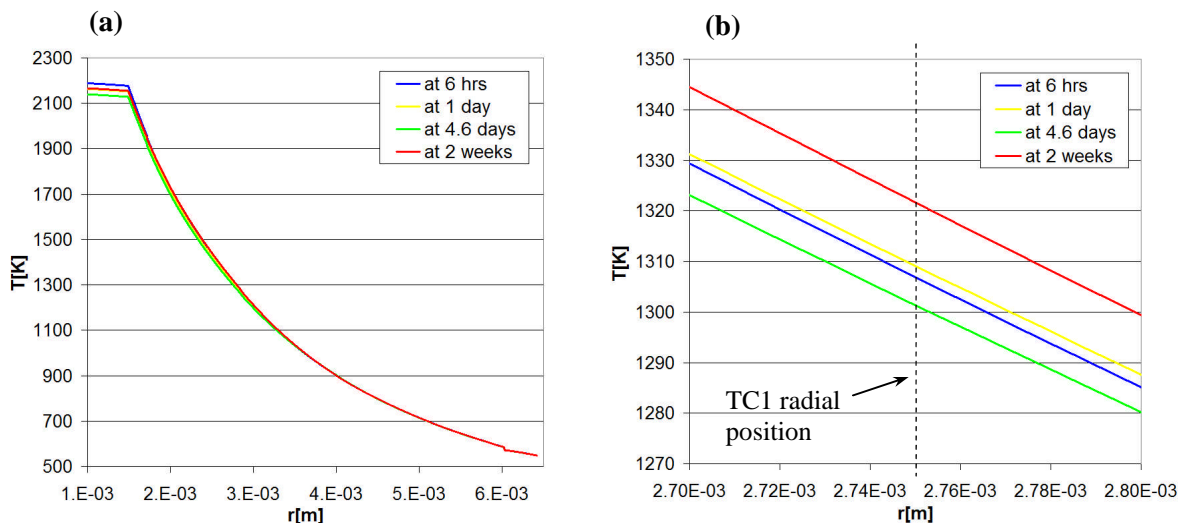 (a)
2300
2100
1900
1700
1500
1300
1100
900
700
500
T[K]
1.E-03 2.E-03 3.E-03 4.E-03 5.E-03 6.E-03
r[m]
at 6 hrs
at 1 day
at 4.6 days
at 2 weeks
(b)
1350
1340
1330
1320
1310
1300
1290
1280
1270
T[K]
2.70E-03 2.72E-03 2.74E-03 2.76E-03 2.78E-03 2.80E-03
r[m]
at 6 hrs
at 1 day
at 4.6 days
at 2 weeks
TC1 radial
position